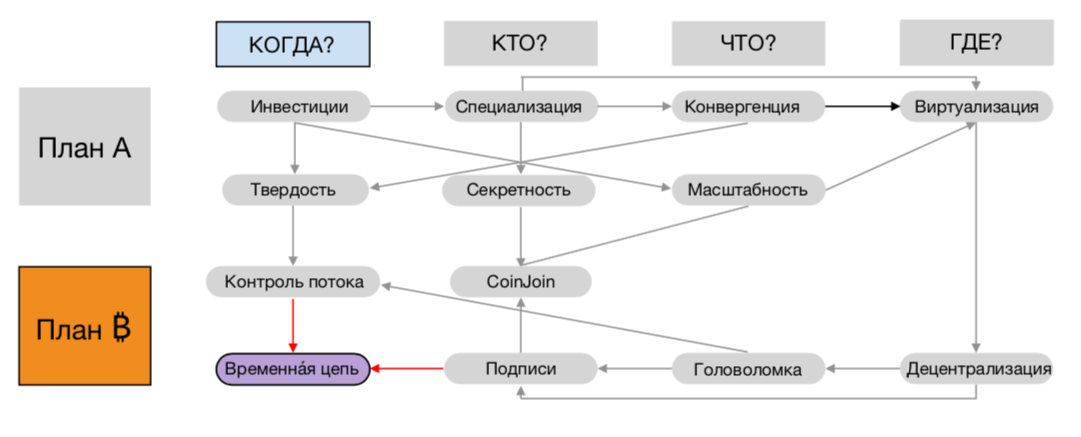 КОГДА?
КТО?
ЧТО?
ГДЕ?
План А
Инвестиции
Специализация
Конвергенция
Виртуализация
Твердость
Секретность
Масштабность
План ₿
Контроль потока
CoinJoin
Временна́я цепь
Подписи
Головоломка
Децентрализация